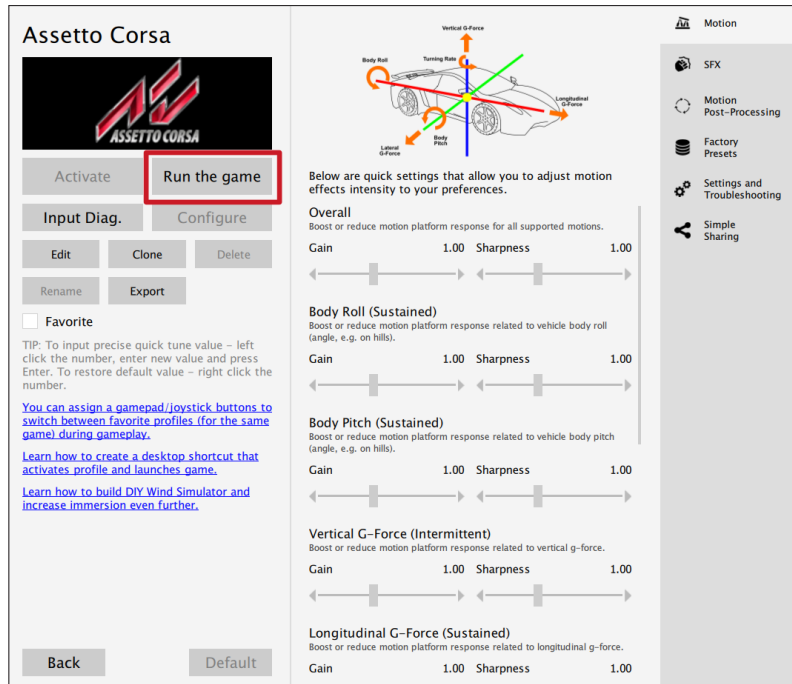 Assetto Corsa
ASSETTO CORSA
Activate
Run the game
Input Diag.
Configure
Edit
Clone
Delete
Rename
Export
Favorite
TIP: To input precise quick tune value – left
click the number, enter new value and press
Enter. To restore default value – right click the
number.
You can assign a gamepad/joystick buttons to
switch between favorite profiles (for the same
game) during gameplay.
Learn how to create a desktop shortcut that
activates profile and launches game.
Learn how to build DIY Wind Simulator and
increase immersion even further.
Back
Default
Vertical G-Force
Body Roll
Turning Rate
Longitudinal
G-Force
Body
Pitch
Lateral
G-Force
Below are quick settings that allow you to adjust motion
effects intensity to your preferences.
Overall
Boost or reduce motion platform response for all supported motions.
Gain 1.00 Sharpness 1.00
Body Roll (Sustained)
Boost or reduce motion platform response related to vehicle body roll
(angle, e.g. on hills).
Gain 1.00 Sharpness 1.00
Body Pitch (Sustained)
Boost or reduce motion platform response related to vehicle body pitch
(angle, e.g. on hills).
Gain 1.00 Sharpness 1.00
Vertical G-Force (Intermittent)
Boost or reduce motion platform response related to vertical g-force.
Gain 1.00 Sharpness 1.00
Longitudinal G-Force (Sustained)
Boost or reduce motion platform response related to longitudinal g-force.
Gain 1.00 Sharpness 1.00
Motion
SFX
Motion
Post-Processing
Factory
Presets
Settings and
Troubleshooting
Simple
Sharing